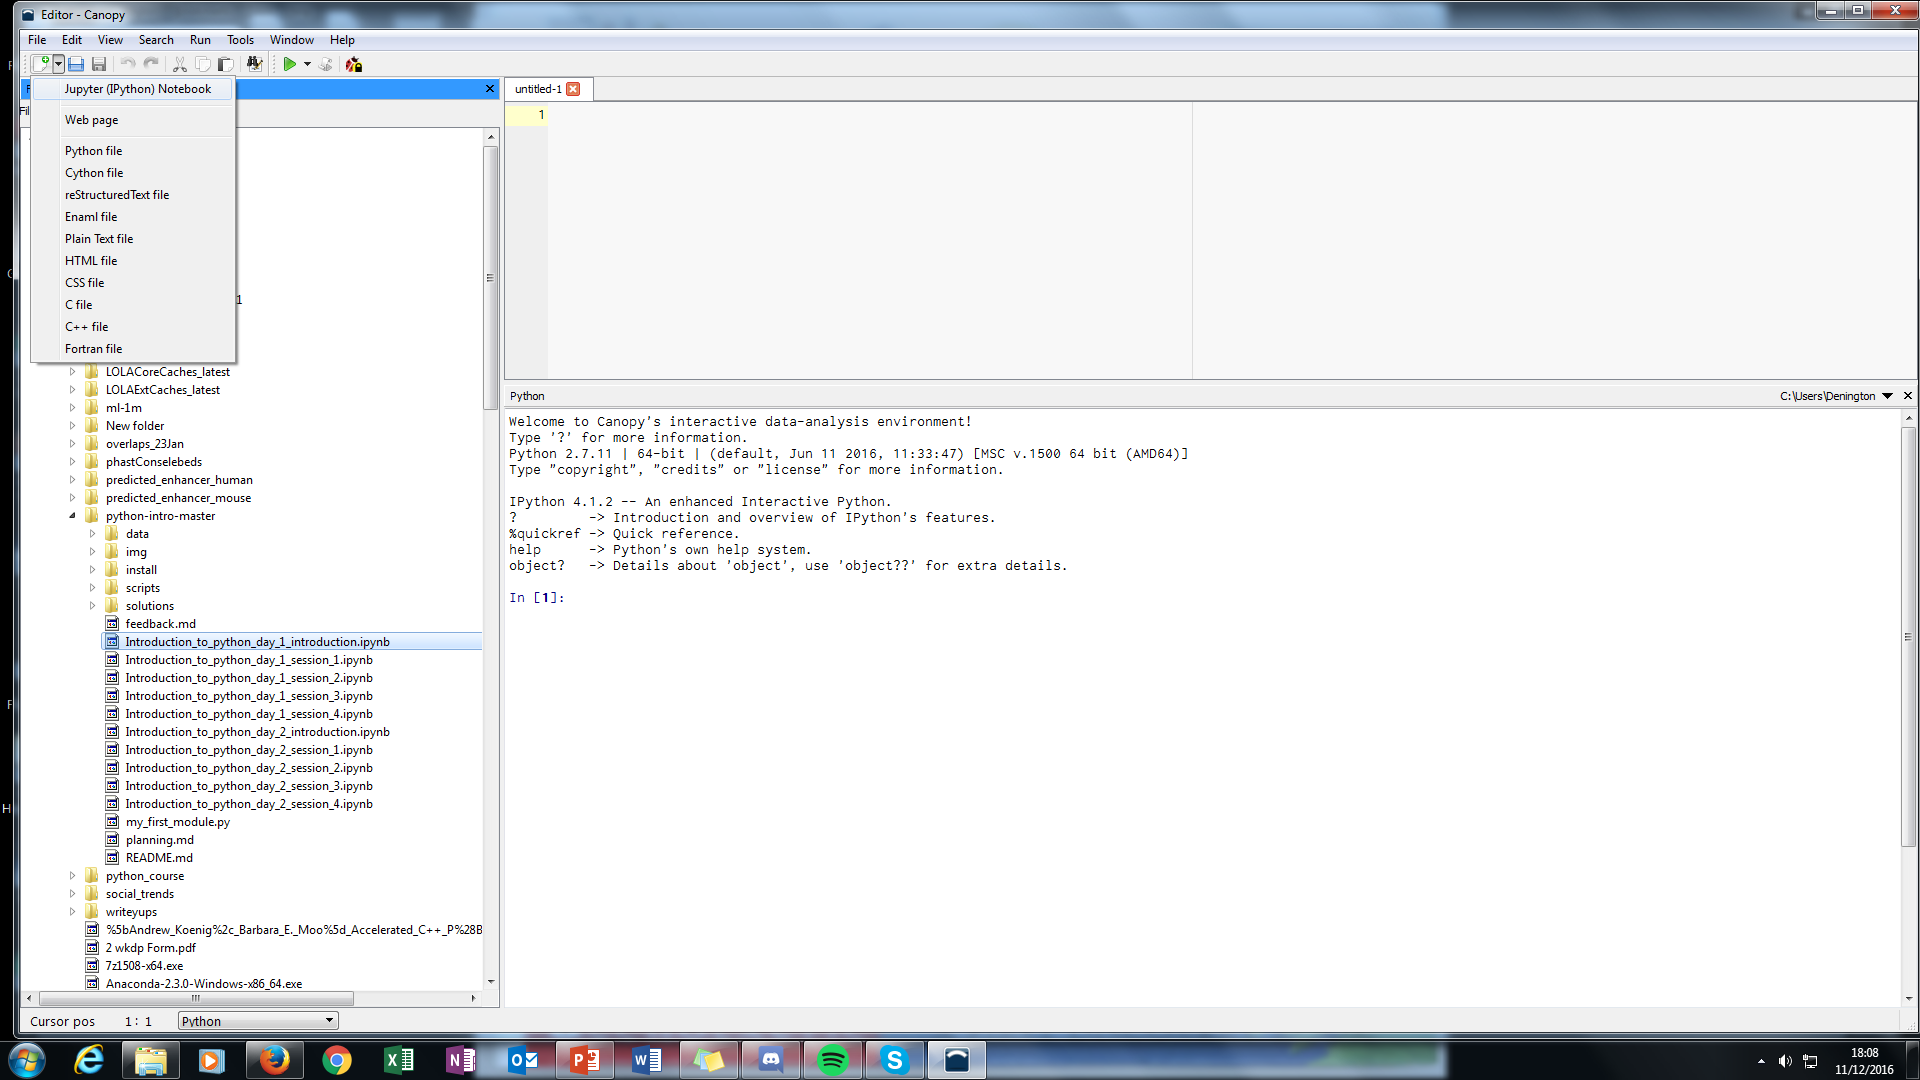 Editor - Canopy
File Edit View Search Run Tools Window Help
Jupyter (IPython) Notebook
Web page
Python file
Cython file
reStructuredText file
Enaml file
Plain Text file
HTML file
CSS file
C file
C++ file
Fortran file
Fil
1
LOLACoreCaches_latest
LOLAExtCaches_latest
ml-1m
New folder
overlaps_23Jan
phastConselebeds
predicted_enhancer_human
predicted_enhancer_mouse
python-intro-master
data
img
install
scripts
solutions
feedback.md
Introduction_to_python_day_1_introduction.ipynb
Introduction_to_python_day_1_session_1.ipynb
Introduction_to_python_day_1_session_2.ipynb
Introduction_to_python_day_1_session_3.ipynb
Introduction_to_python_day_1_session_4.ipynb
Introduction_to_python_day_2_introduction.ipynb
Introduction_to_python_day_2_session_1.ipynb
Introduction_to_python_day_2_session_2.ipynb
Introduction_to_python_day_2_session_3.ipynb
Introduction_to_python_day_2_session_4.ipynb
my_first_module.py
planning.md
README.md
python_course
social_trends
writeyups
%5bAndrew_Koenig%2c_Barbara_E._Moo%5d_Accelerated_C++_P%28B
2 wkdp Form.pdf
7z1508-x64.exe
Anaconda-2.3.0-Windows-x86_64.exe
Cursor pos 1 : 1 Python
untitled-1
1
Python C:\Users\Denington
Welcome to Canopy's interactive data-analysis environment!
Type '?' for more information.
Python 2.7.11 | 64-bit | (default, Jun 11 2016, 11:33:47) [MSC v.1500 64 bit (AMD64)]
Type "copyright", "credits" or "license" for more information.
IPython 4.1.2 -- An enhanced Interactive Python.
? -> Introduction and overview of IPython's features.
%quickref -> Quick reference.
help -> Python's own help system.
object? -> Details about 'object', use 'object??' for extra details.
In [1]:
18:08
11/12/2016